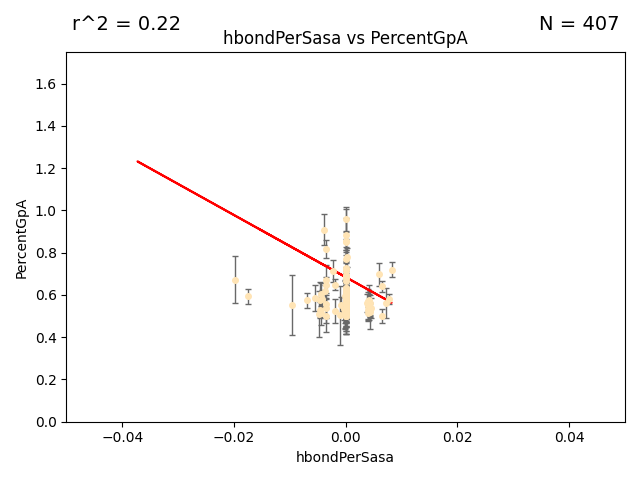 r^2 = 0.22
N = 407
hbondPerSasa vs PercentGpA
PercentGpA
1.6
1.4
1.2
1.0
0.8
0.6
0.4
0.2
0.0
−0.04
−0.02
0.00
0.02
0.04
hbondPerSasa